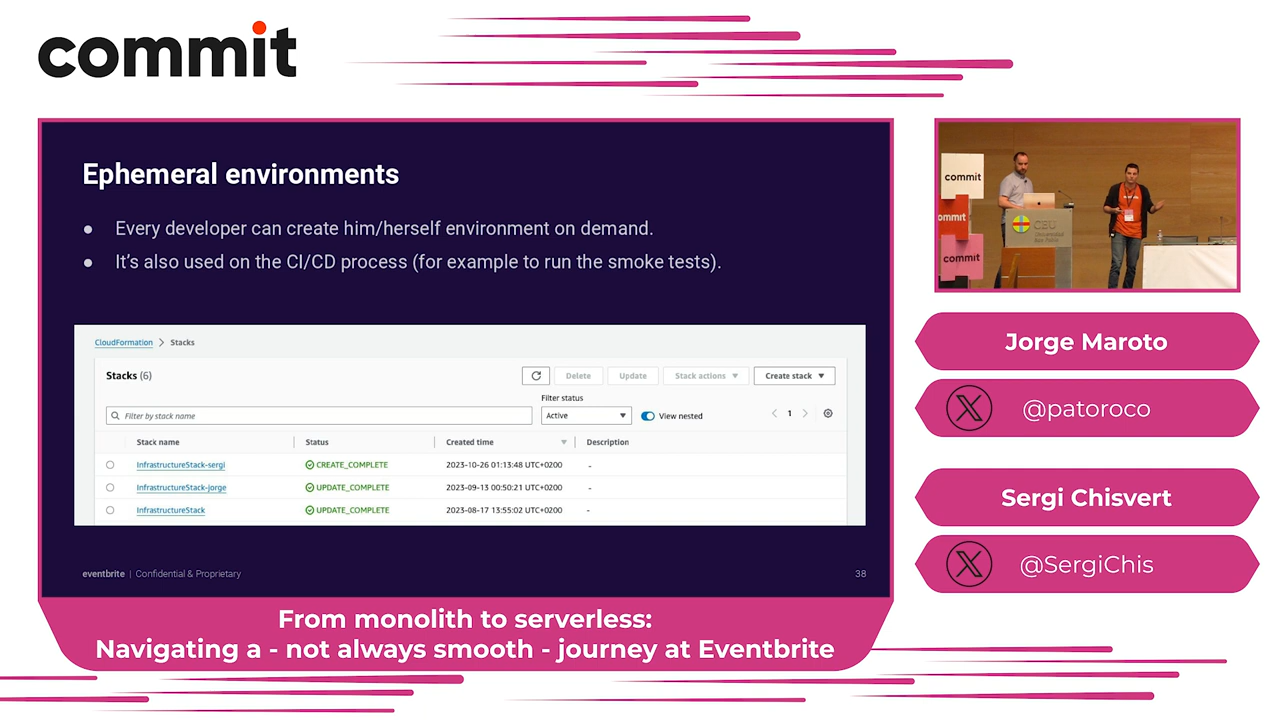 commit
Ephemeral environments
● Every developer can create him/herself environment on demand.
● It's also used on the CI/CD process (for example to run the smoke tests).
CloudFormation > Stacks
Stacks (6)
Delete
Update
Stack actions
Create stack
Filter status
Filter by stack name
Active
View nested
1
Stack name
Status
Created time
Description
InfrastructureStack-sergi CREATE_COMPLETE 2023-10-26 01:13:48 UTC+0200 -
InfrastructureStack-jorge UPDATE_COMPLETE 2023-09-13 00:50:21 UTC+0200 -
InfrastructureStack UPDATE_COMPLETE 2023-08-17 13:55:02 UTC+0200 -
eventbrite | Confidential & Proprietary
38
From monolith to serverless:
Navigating a - not always smooth - journey at Eventbrite
commit
ommit
commit
CEU
Jorge Maroto
@patoroco
Sergi Chisvert
@SergiChis